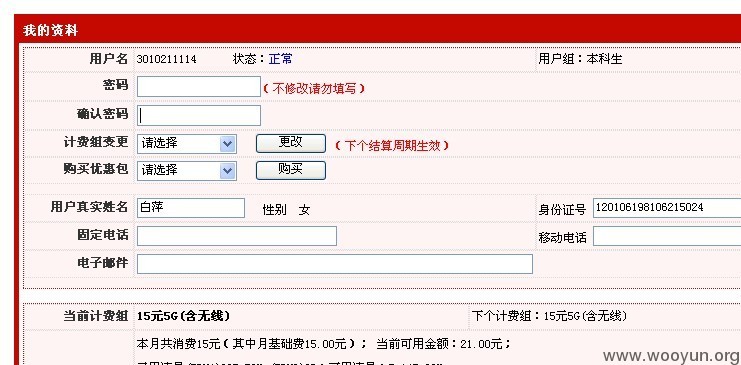 我的资料
用户名 3010211114 状态：正常 用户组：本科生
密码 （不修改请勿填写）
确认密码
计费组变更 请选择 更改 （下个结算周期生效）
购买优惠包 请选择 购买
用户真实姓名 白萍 性别 女 身份证号 120106198106215024
固定电话 移动电话
电子邮件
当前计费组 15元5G(含无线) 下个计费组：15元5G(含无线)
本月共消费15元（其中月基础费15.00元）； 当前可用金额：21.00元；
www.wooyun.org